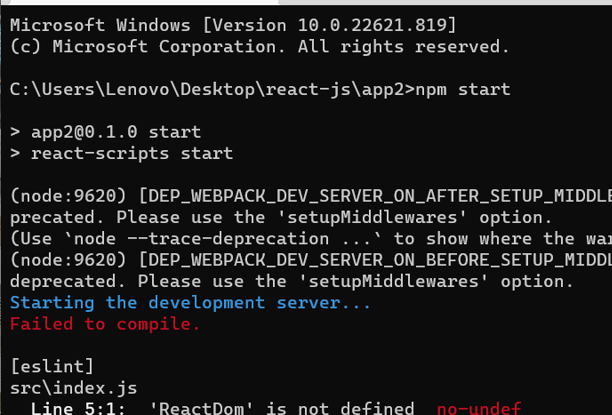 Microsoft Windows [Version 10.0.22621.819]
(c) Microsoft Corporation. All rights reserved.
C:\Users\Lenovo\Desktop\react-js\app2>npm start
> app2@0.1.0 start
> react-scripts start
(node:9620) [DEP_WEBPACK_DEV_SERVER_ON_AFTER_SETUP_MIDDLE
precated. Please use the 'setupMiddlewares' option.
(Use `node --trace-deprecation ...` to show where the war
(node:9620) [DEP_WEBPACK_DEV_SERVER_ON_BEFORE_SETUP_MIDDL
deprecated. Please use the 'setupMiddlewares' option.
Starting the development server...
Failed to compile.
[eslint]
src\index.js
Line 5:1: 'ReactDom' is not defined no-undef